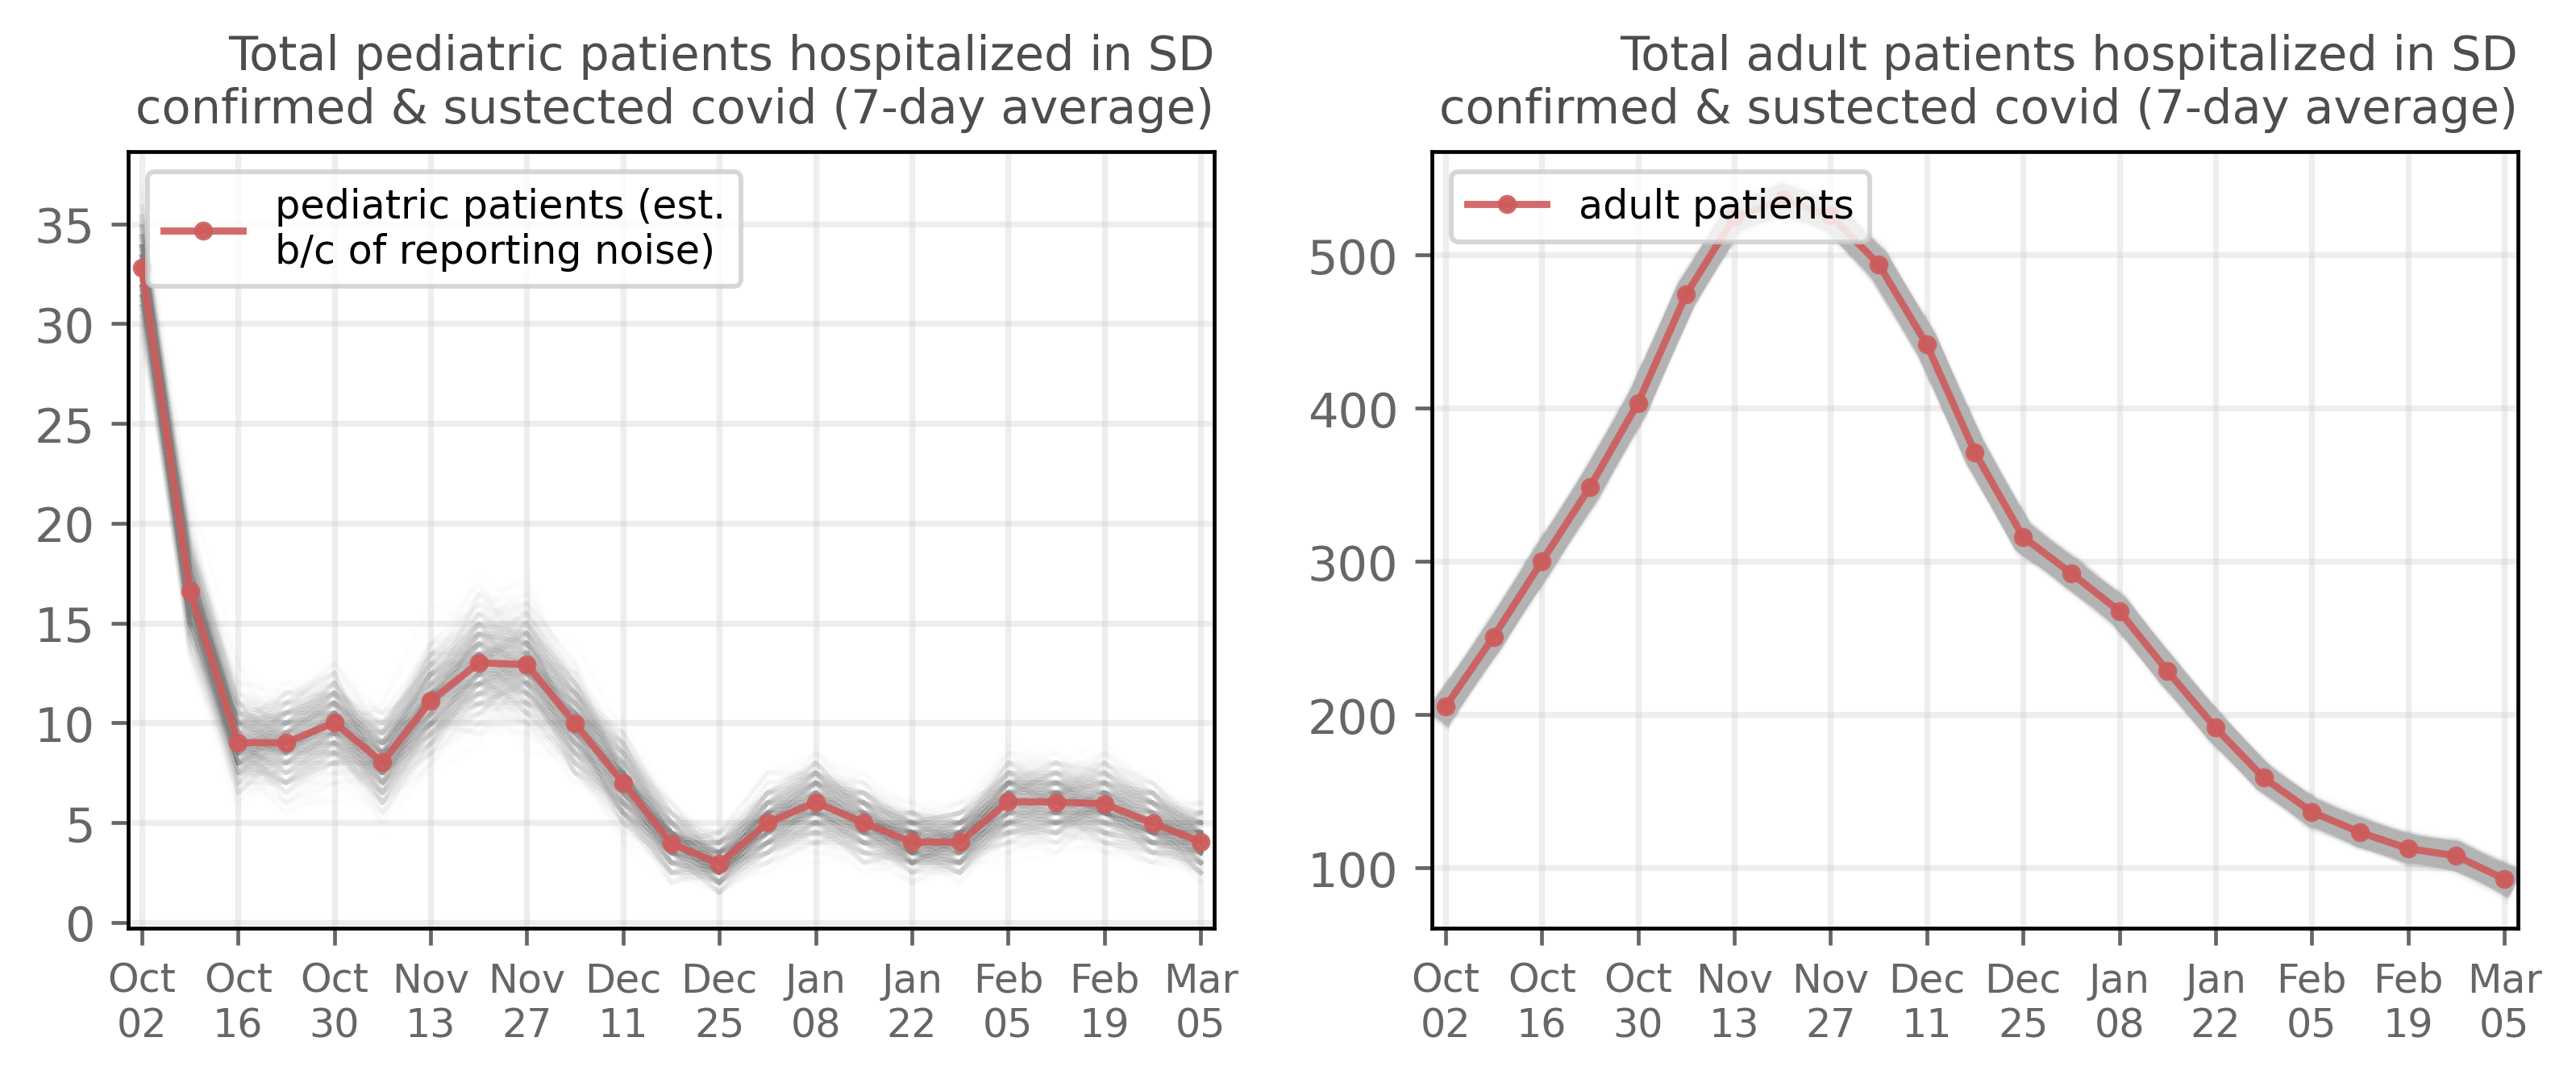 Total pediatric patients hospitalized in SD
confirmed & sustected covid (7-day average)
pediatric patients (est.
b/c of reporting noise)
35
30
25
20
15
10
5
0
Oct Oct Oct Nov Nov Dec Dec Jan Jan Feb Feb Mar
02 16 30 13 27 11 25 08 22 05 19 05
Total adult patients hospitalized in SD
confirmed & sustected covid (7-day average)
adult patients
500
400
300
200
100
Oct Oct Oct Nov Nov Dec Dec Jan Jan Feb Feb Mar
02 16 30 13 27 11 25 08 22 05 19 05